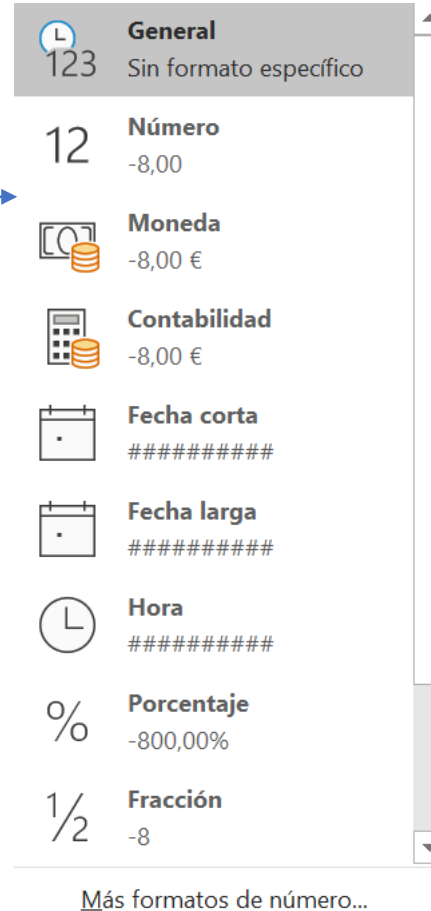 General
123 Sin formato específico
12 Número
-8,00
Moneda
-8,00 €
Contabilidad
-8,00 €
Fecha corta
##########
Fecha larga
##########
Hora
##########
% Porcentaje
-800,00%
1/2 Fracción
-8
Más formatos de número...